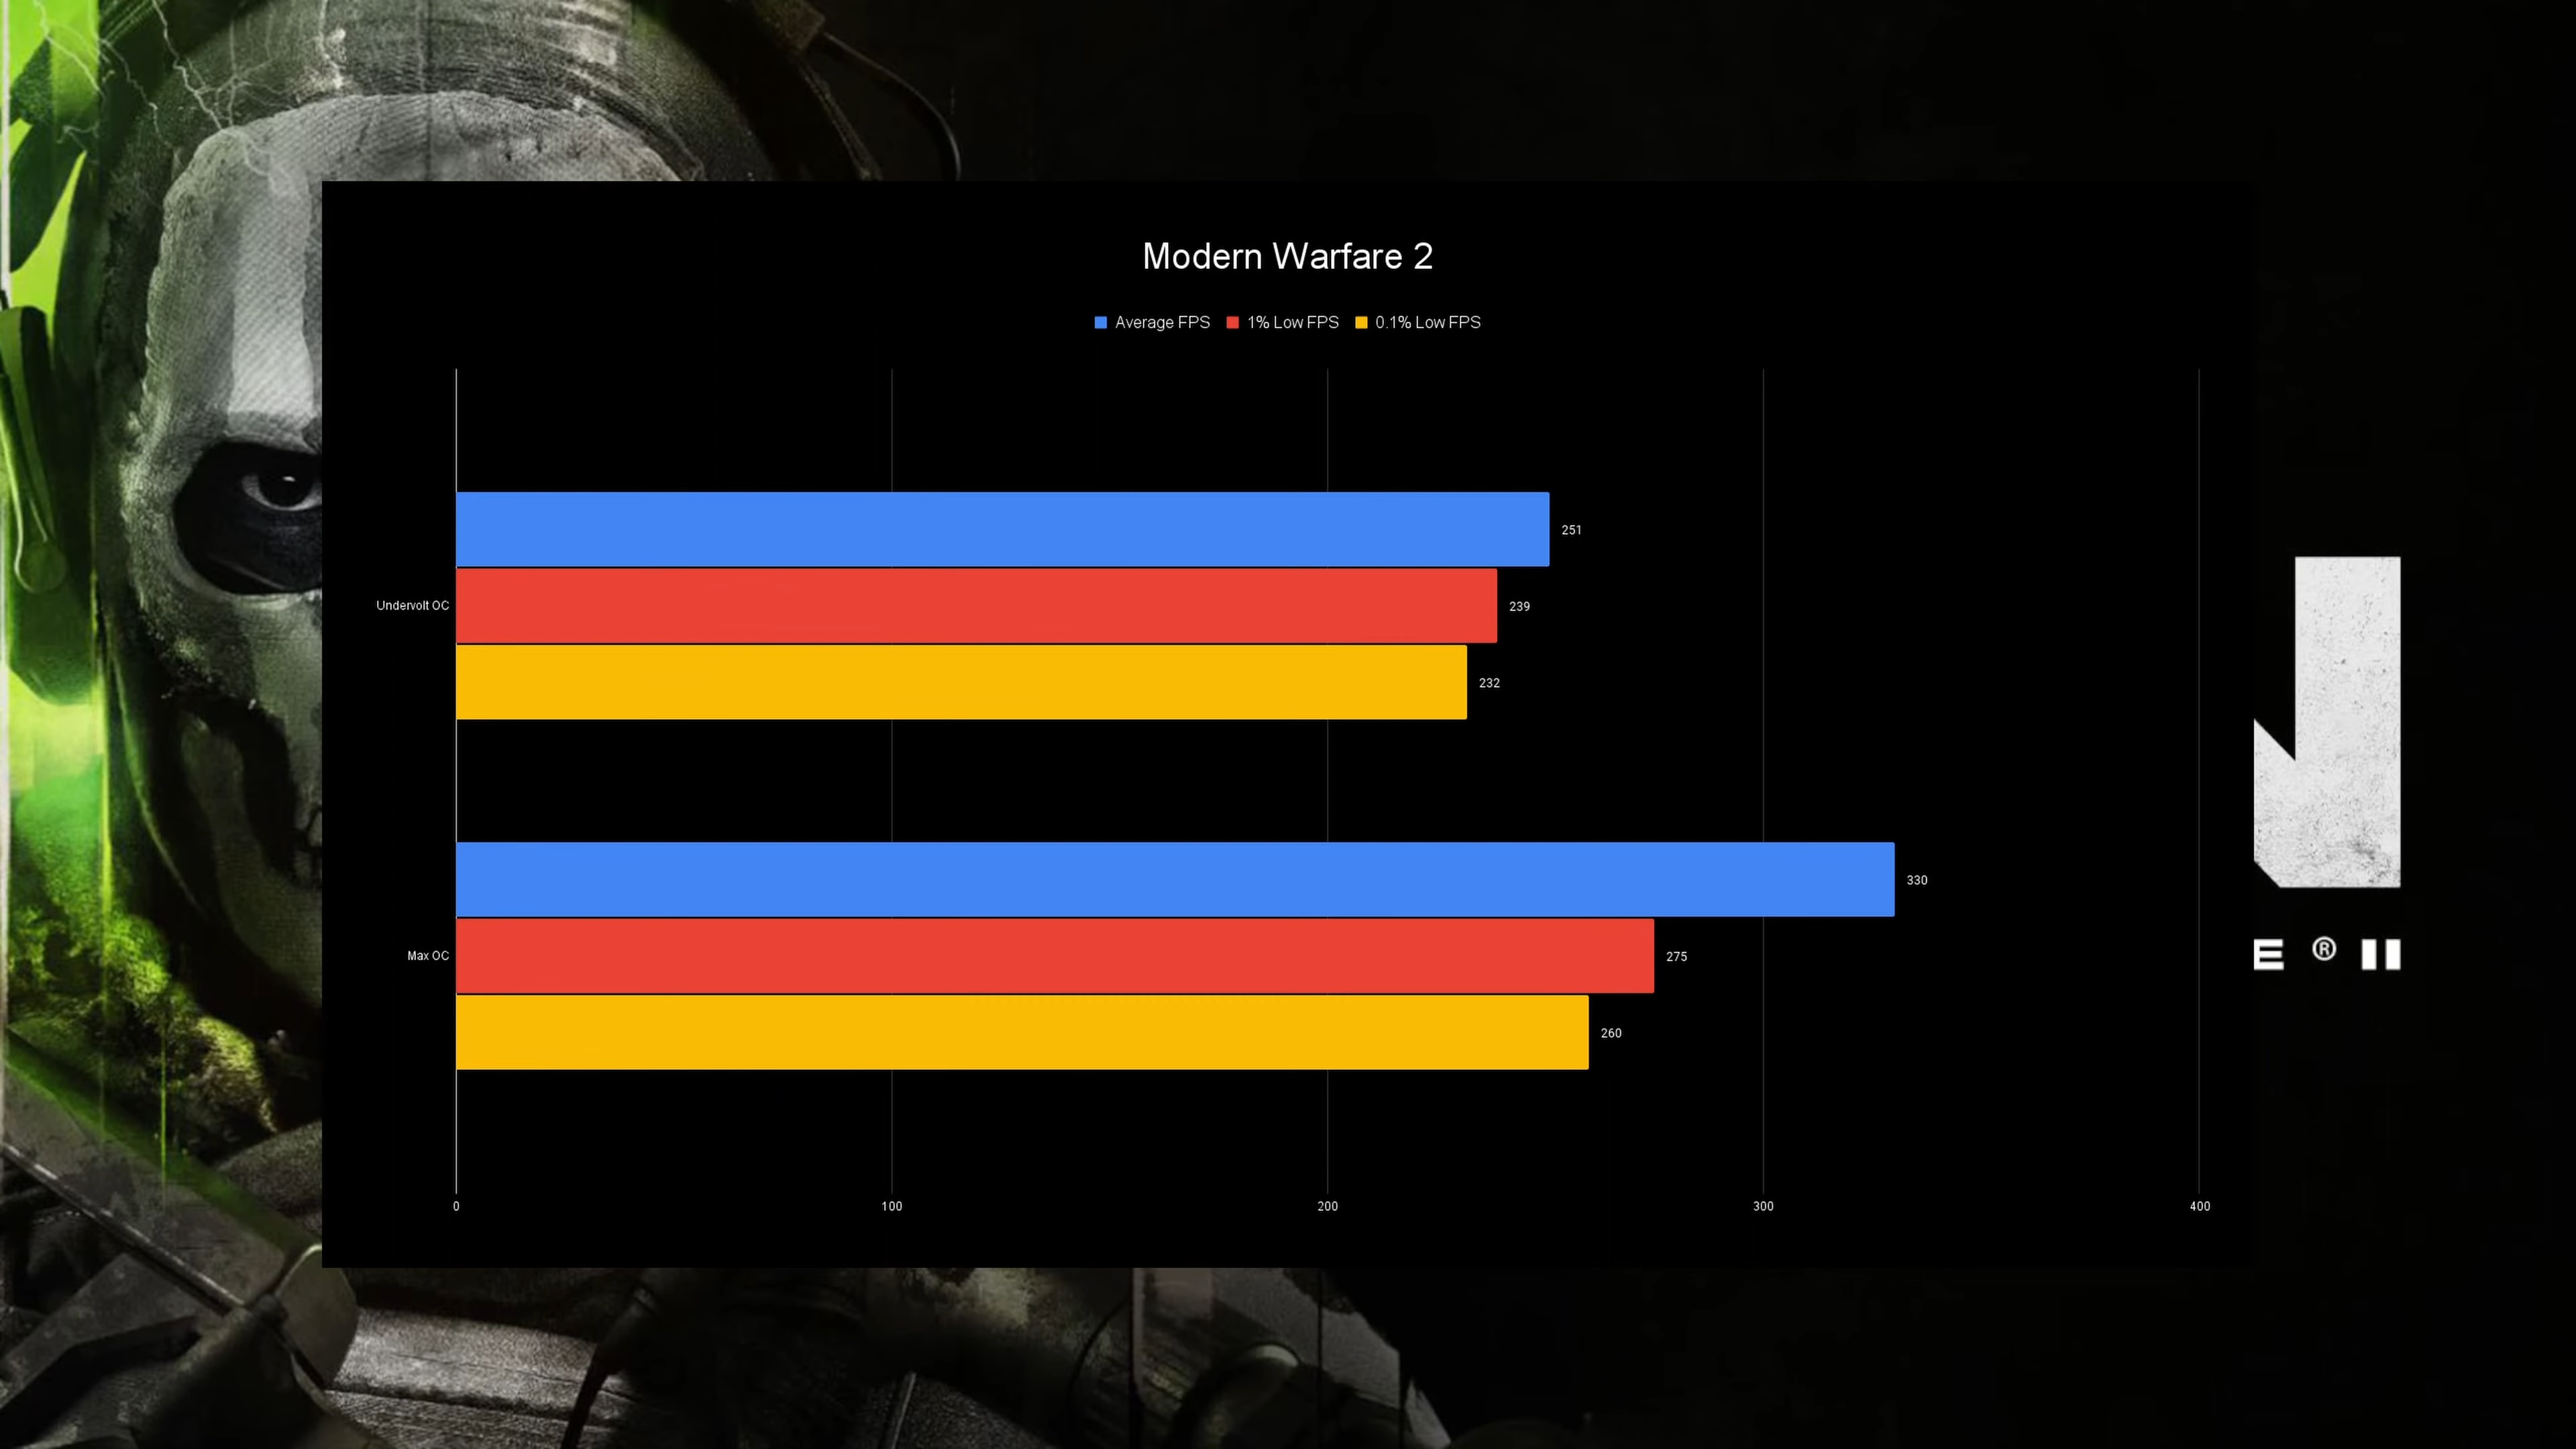 Modern Warfare 2
Average FPS 1% Low FPS 0.1% Low FPS
251
Undervolt OC 239
232
330
Max OC 275
260
0 100 200 300 400
E ® II